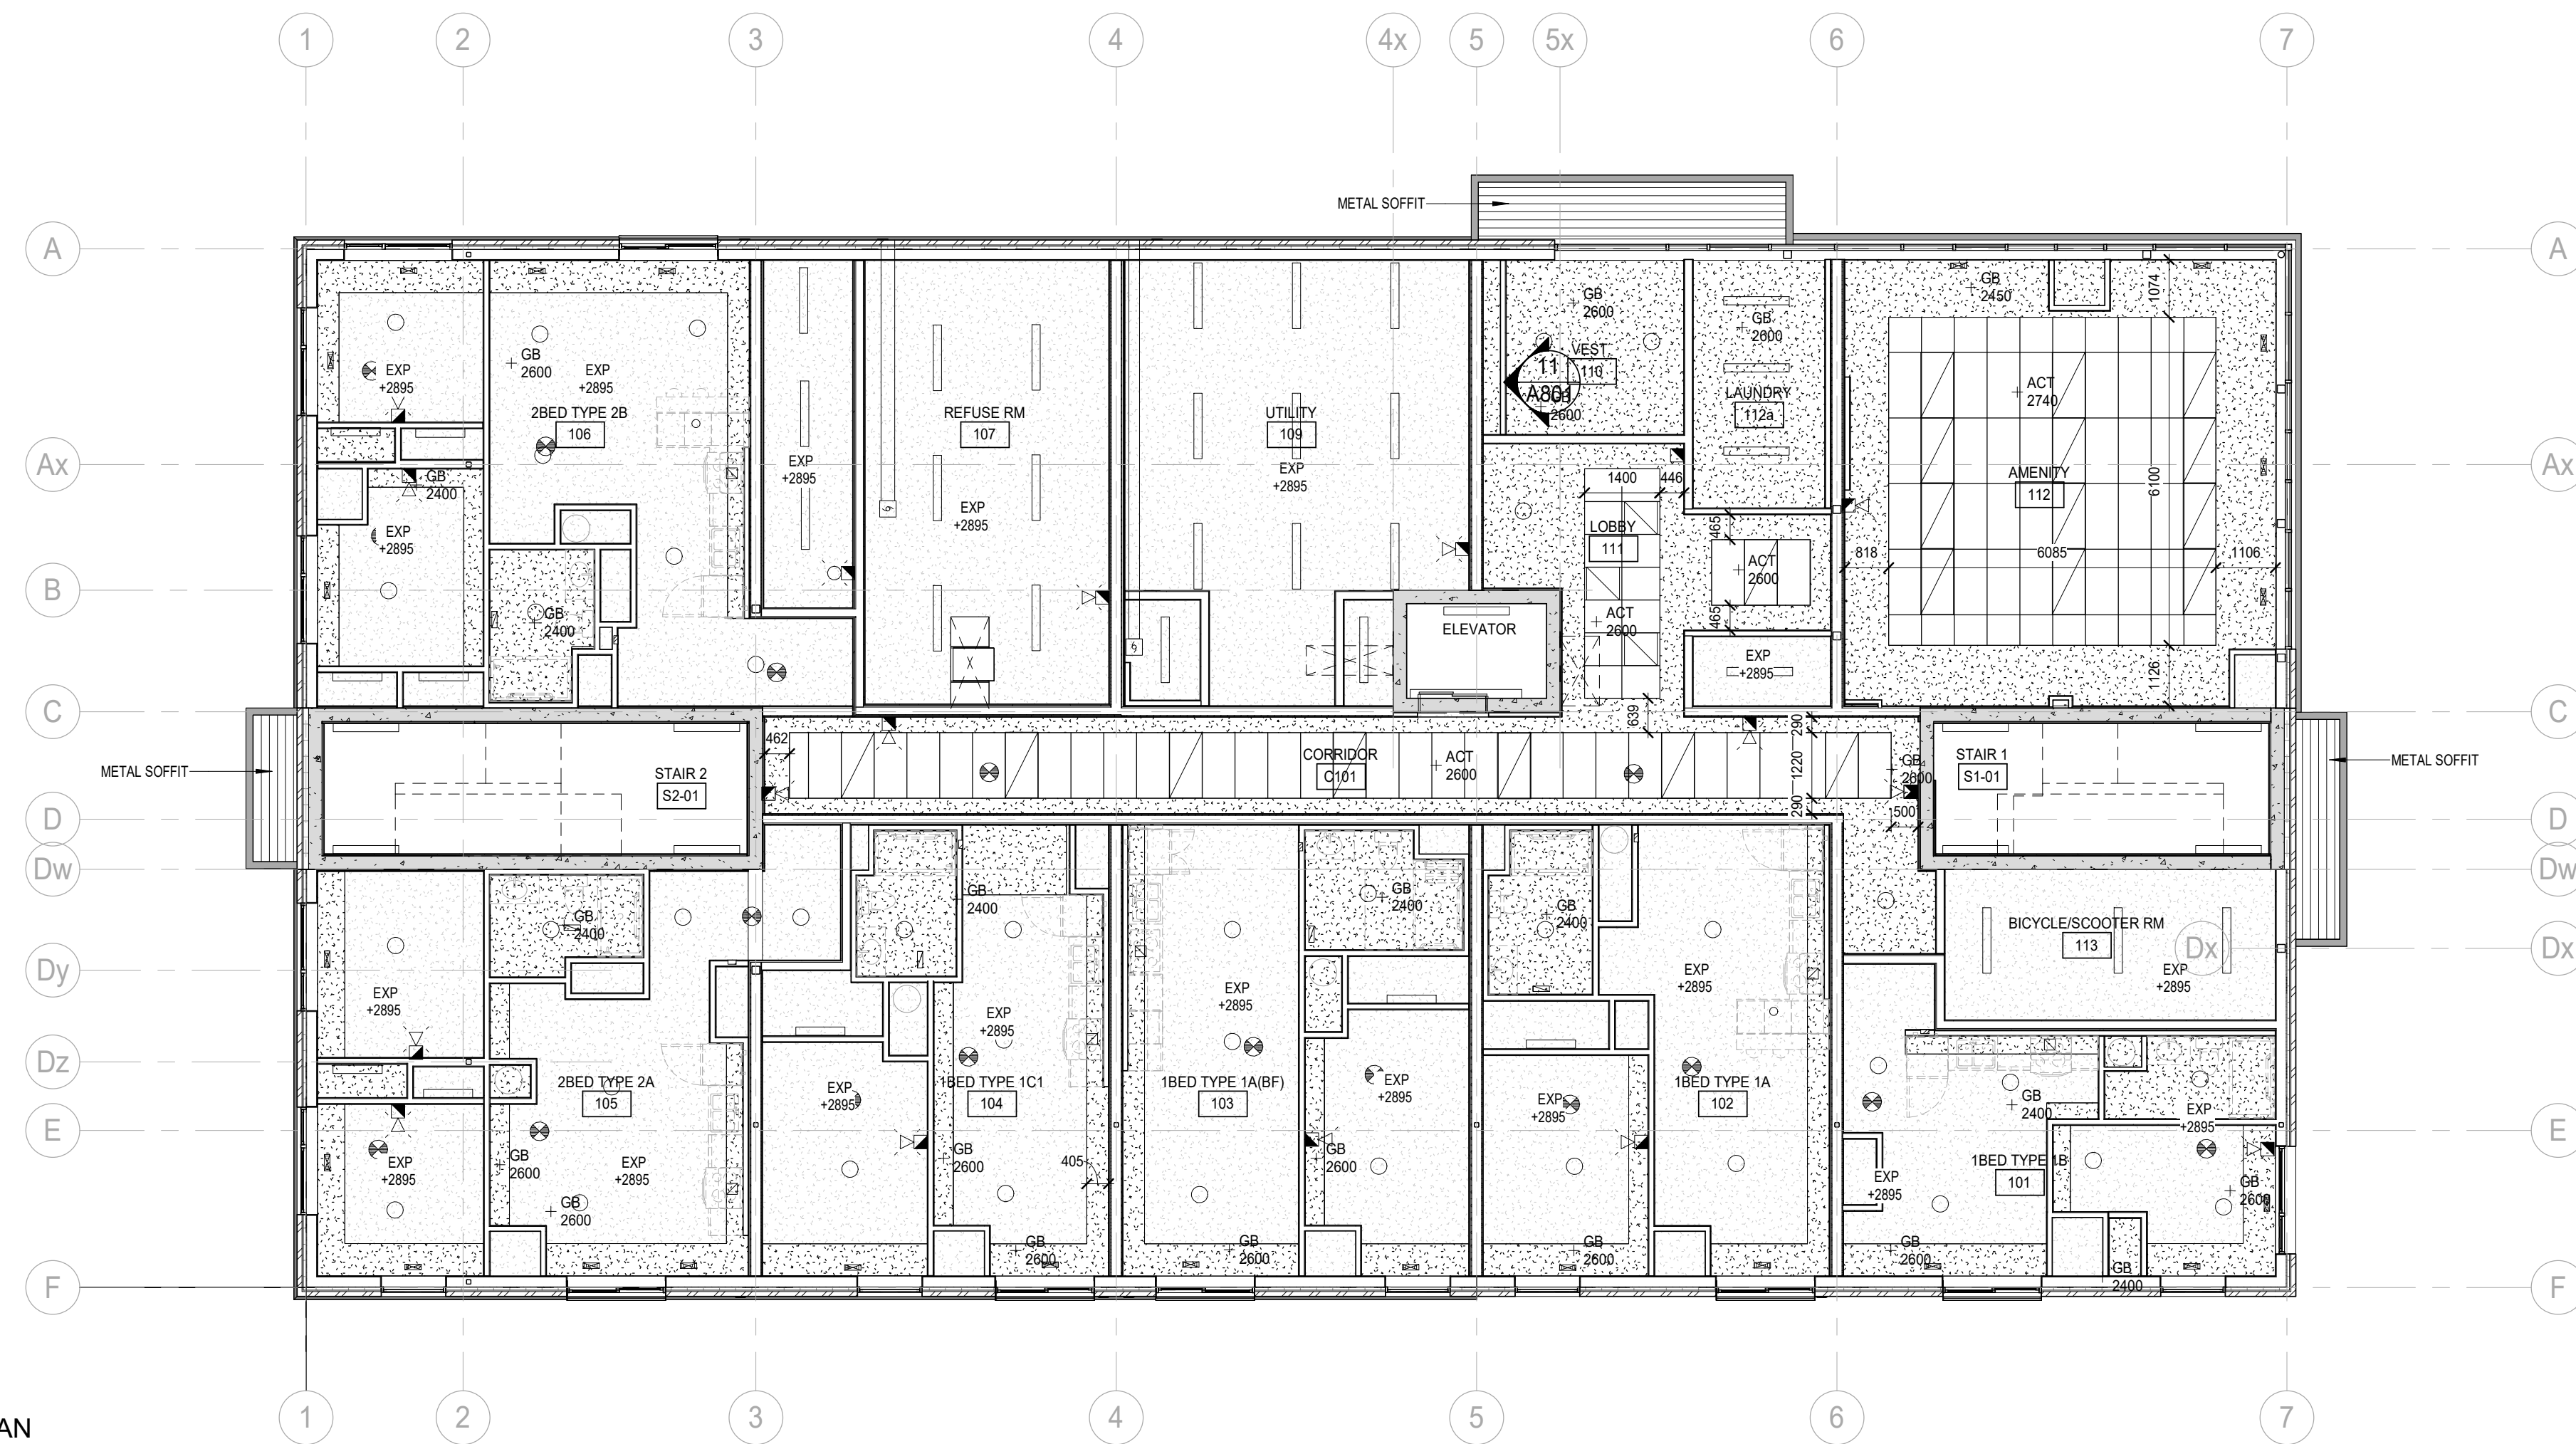 1 2 3 4 4x 5 5x 6 7
METAL SOFFIT
A A
GB
2450
1074
GB
2600
GB
2600
VEST
110
11
A801
2600
GB
2600
EXP
+2895
EXP
+2895
2BED TYPE 2B
106
REFUSE RM
107
UTILITY
109
LAUNDRY
112a
ACT
2740
Ax Ax
GB
2400
EXP
+2895
EXP
+2895
EXP
+2895
1400
446
AMENITY
112
6100
EXP
+2895
LOBBY
111
465
818
6085
1106
ACT
2600
B B
GB
2400
ELEVATOR
ACT
2600
465
EXP
+2895
1126
C C
639
290
462
CORRIDOR
C101
ACT
2600
1220
GB
2600
METAL SOFFIT
STAIR 2
S2-01
STAIR 1
S1-01
METAL SOFFIT
290
500
D D
Dw Dw
GB
2400
GB
2400
GB
2400
GB
2400
BICYCLE/SCOOTER RM
113
Dx Dx
Dy
EXP
+2895
EXP
+2895
EXP
+2895
EXP
+2895
EXP
+2895
Dz
2BED TYPE 2A
105
EXP
+2895
1BED TYPE 1C1
104
1BED TYPE 1A(BF)
103
EXP
+2895
EXP
+2895
1BED TYPE 1A
102
GB
2400
EXP
+2895
E E
EXP
+2895
GB
2600
EXP
+2895
GB
2600
405
GB
2600
EXP
+2895
1BED TYPE 1B
101
GB
2600
GB
2600
GB
2600
GB
2600
GB
2600
GB
2600
GB
2400
F F
1 2 3 4 5 6 7
AN